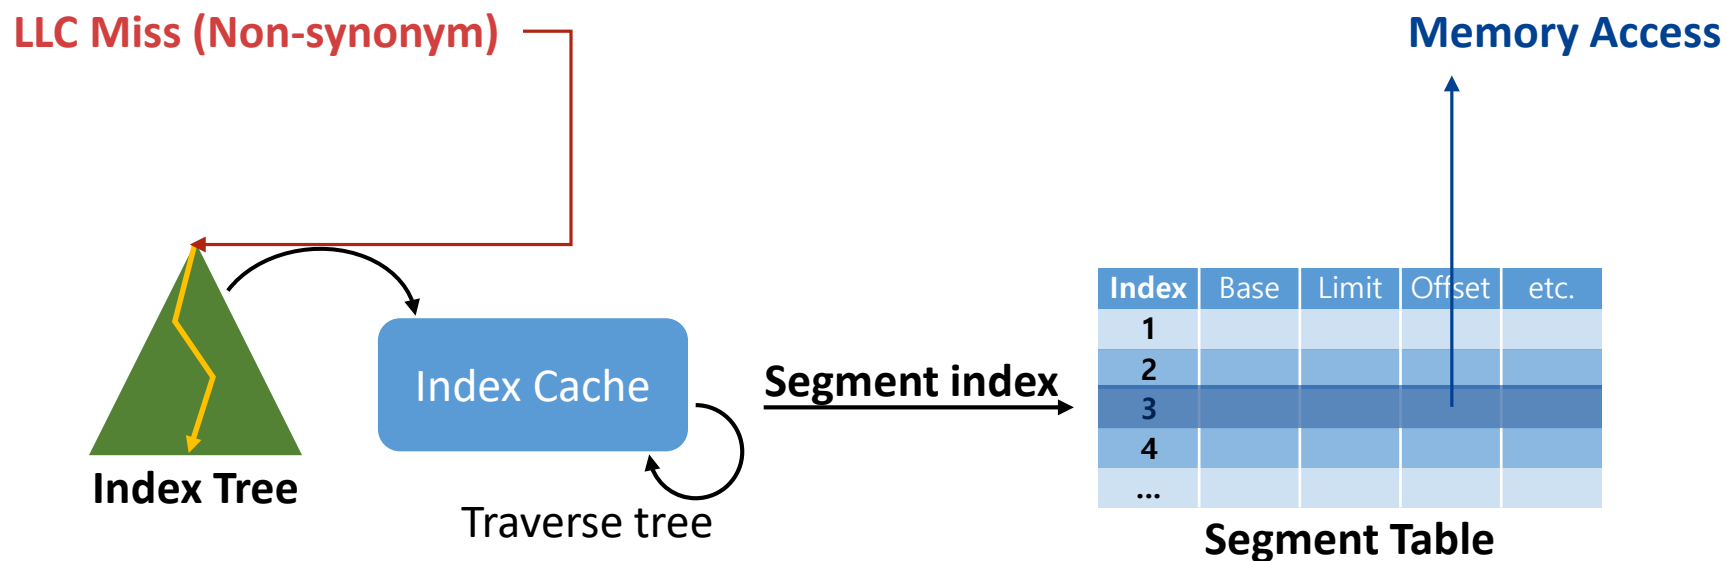 LLC Miss (Non-synonym)
Memory Access
Index Tree
Index Cache
Traverse tree
Segment index
Index Base Limit Offset etc.
1
2
3
4
...
Segment Table